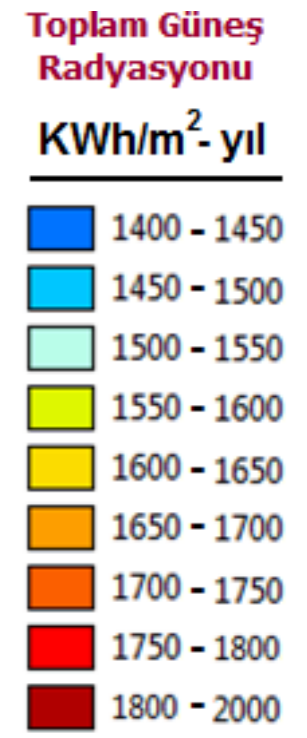 Toplam Güneş
Radyasyonu
KWh/m²- yıl
1400 - 1450
1450 - 1500
1500 - 1550
1550 - 1600
1600 - 1650
1650 - 1700
1700 - 1750
1750 - 1800
1800 - 2000